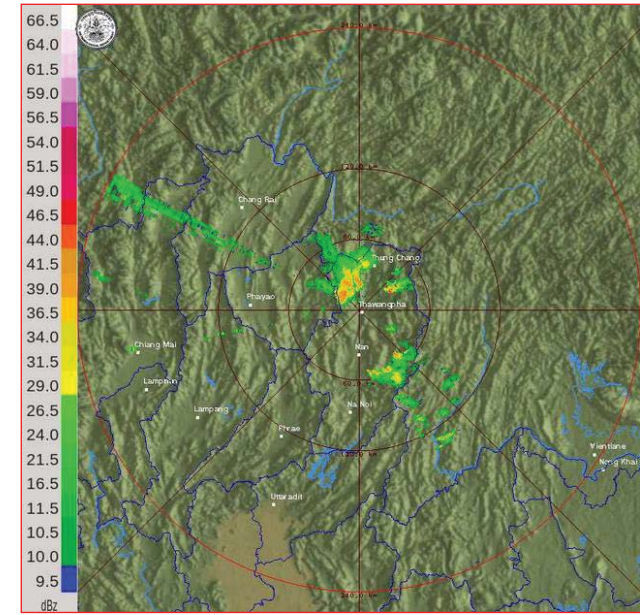 66.5
64.0
61.5
59.0
56.5
54.0
51.5
49.0
46.5
44.0
41.5
39.0
36.5
34.0
31.5
29.0
26.5
24.0
21.5
16.5
11.5
10.5
10.0
9.5
dBz
Chang Rai
Thung Chang
Phayao
Thawangpha
Chiang Mai
Nan
Lamphun
Lampang
Na Noi
Phrae
Vientiane
Nong Khai
Uttaradit